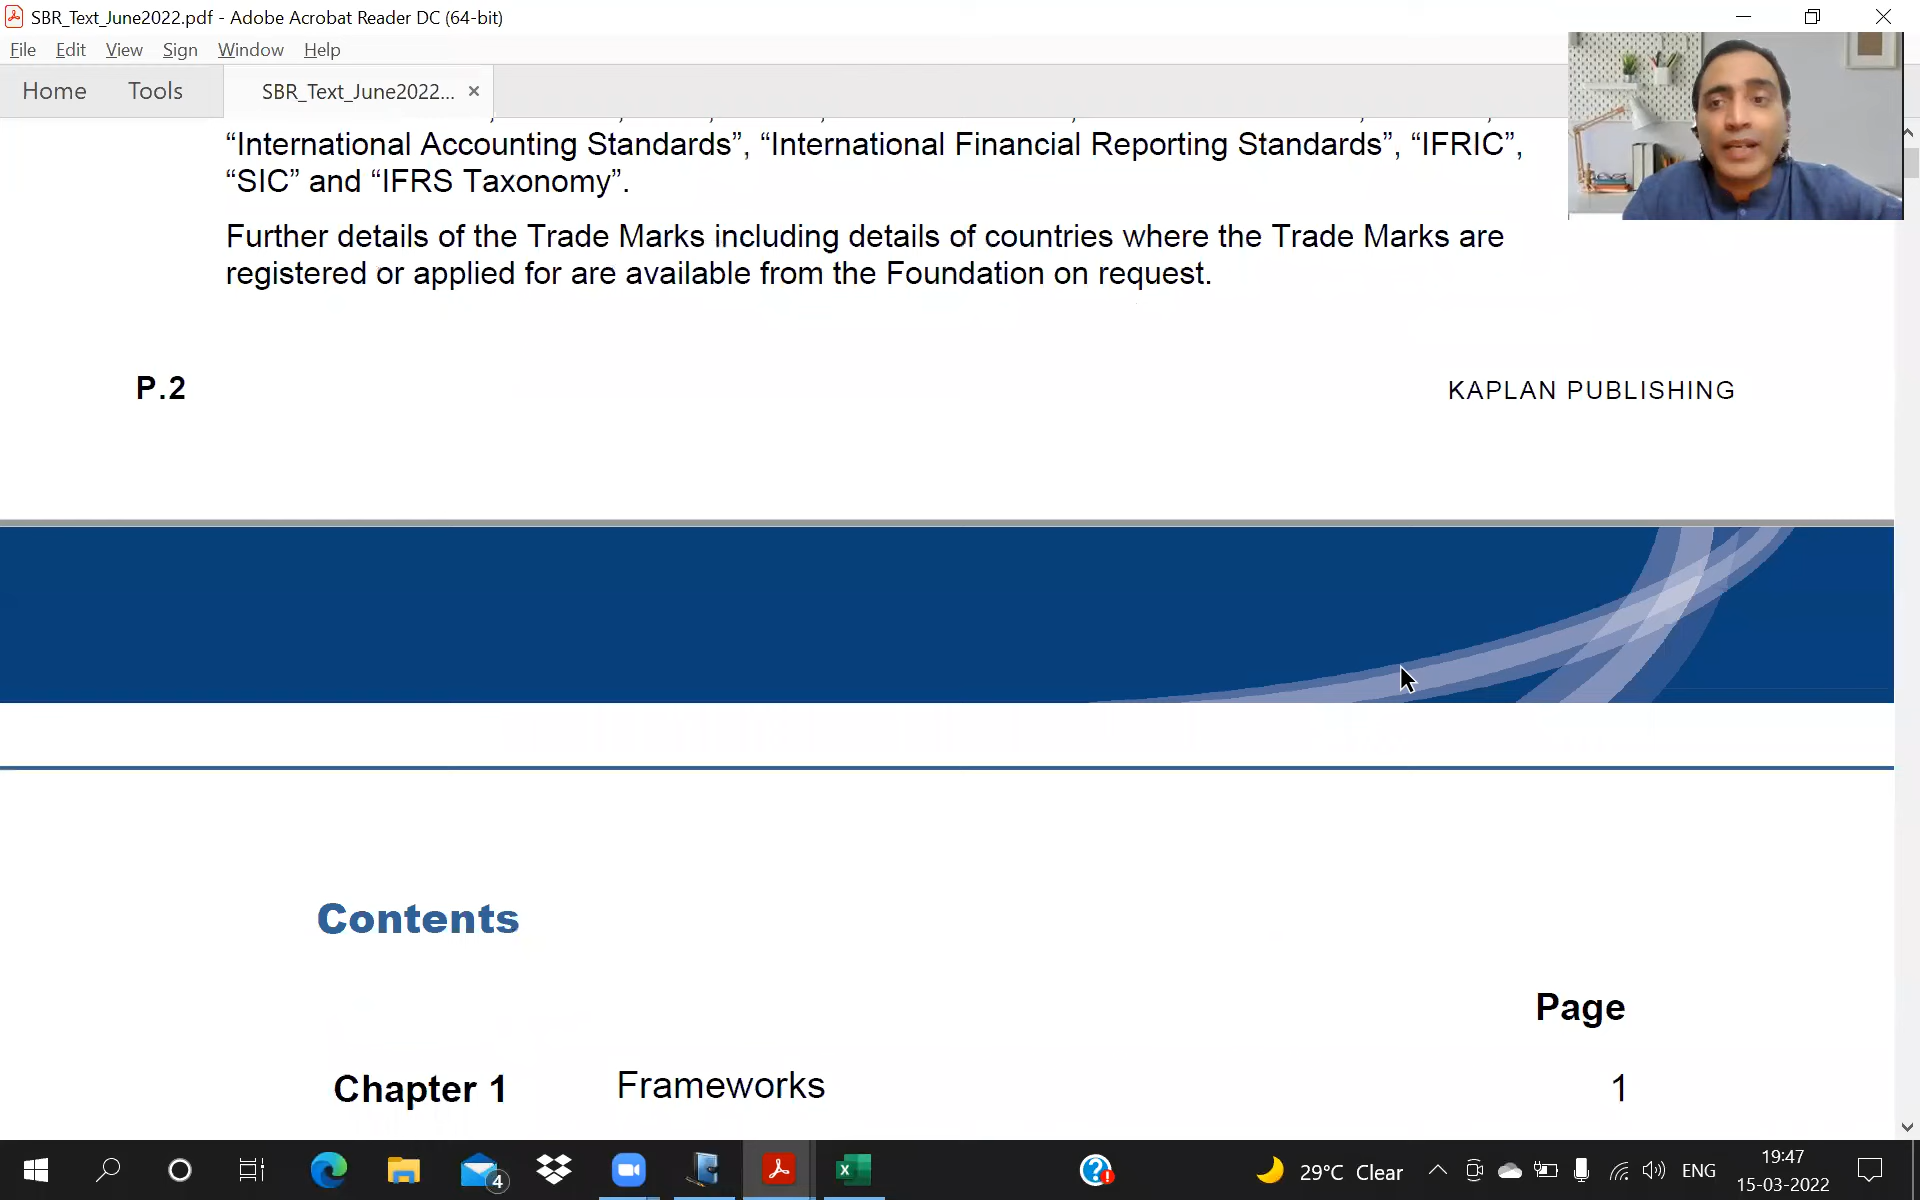 SBR_Text_June2022.pdf - Adobe Acrobat Reader DC (64-bit)
File Edit View Sign Window Help
Home Tools SBR_Text_June2022... ×
“International Accounting Standards”, “International Financial Reporting Standards”, “IFRIC”,
“SIC” and “IFRS Taxonomy”.
Further details of the Trade Marks including details of countries where the Trade Marks are
registered or applied for are available from the Foundation on request.
P.2 KAPLAN PUBLISHING
Contents
Page
Chapter 1 Frameworks 1
4 29°C Clear ENG 19:47
15-03-2022